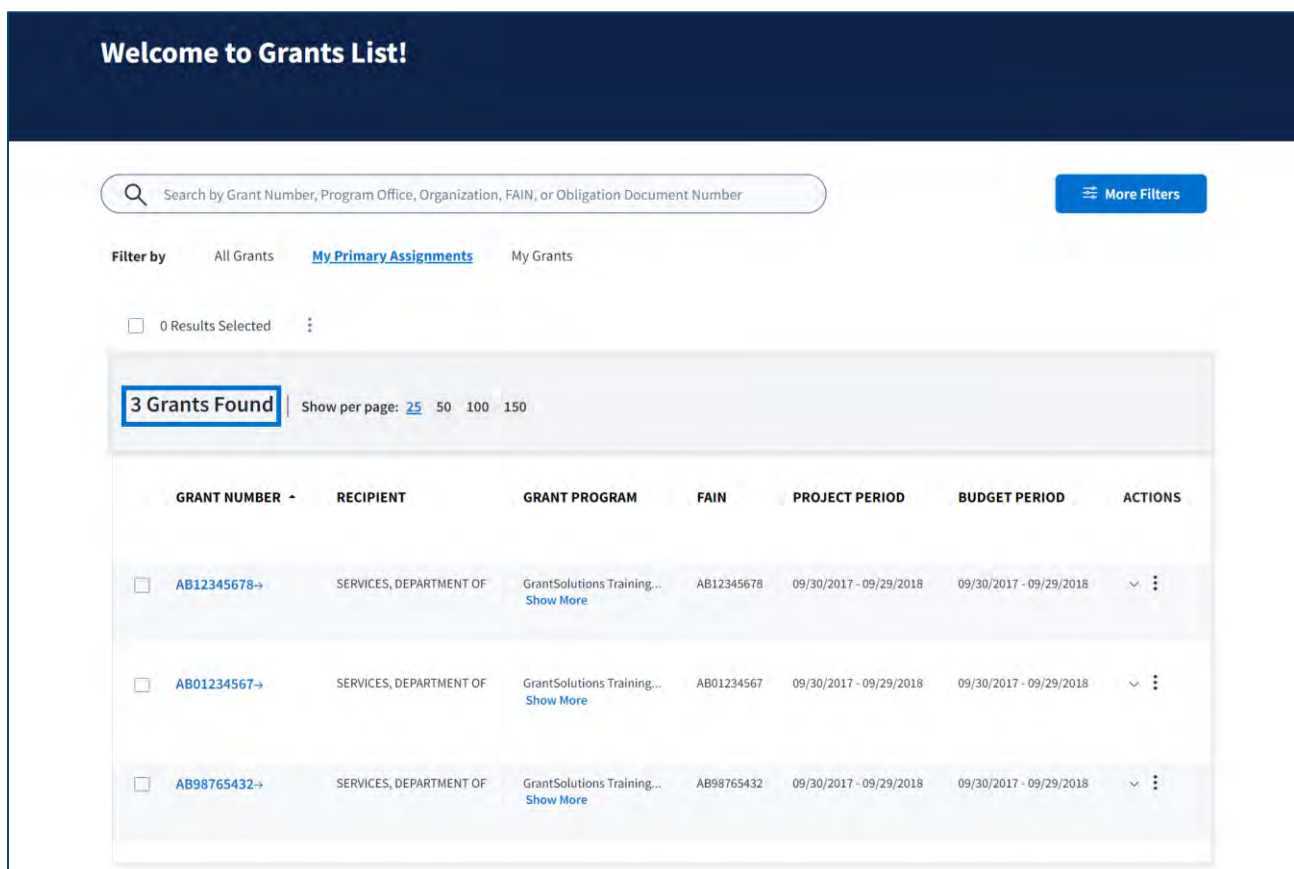 Welcome to Grants List!
Search by Grant Number, Program Office, Organization, FAIN, or Obligation Document Number
More Filters
Filter by All Grants My Primary Assignments My Grants
0 Results Selected
3 Grants Found Show per page: 25 50 100 150
GRANT NUMBER RECIPIENT GRANT PROGRAM FAIN PROJECT PERIOD BUDGET PERIOD ACTIONS
AB12345678→ SERVICES, DEPARTMENT OF GrantSolutions Training... AB12345678 09/30/2017 - 09/29/2018 09/30/2017 - 09/29/2018
Show More
AB01234567→ SERVICES, DEPARTMENT OF GrantSolutions Training... AB01234567 09/30/2017 - 09/29/2018 09/30/2017 - 09/29/2018
Show More
AB98765432→ SERVICES, DEPARTMENT OF GrantSolutions Training... AB98765432 09/30/2017 - 09/29/2018 09/30/2017 - 09/29/2018
Show More